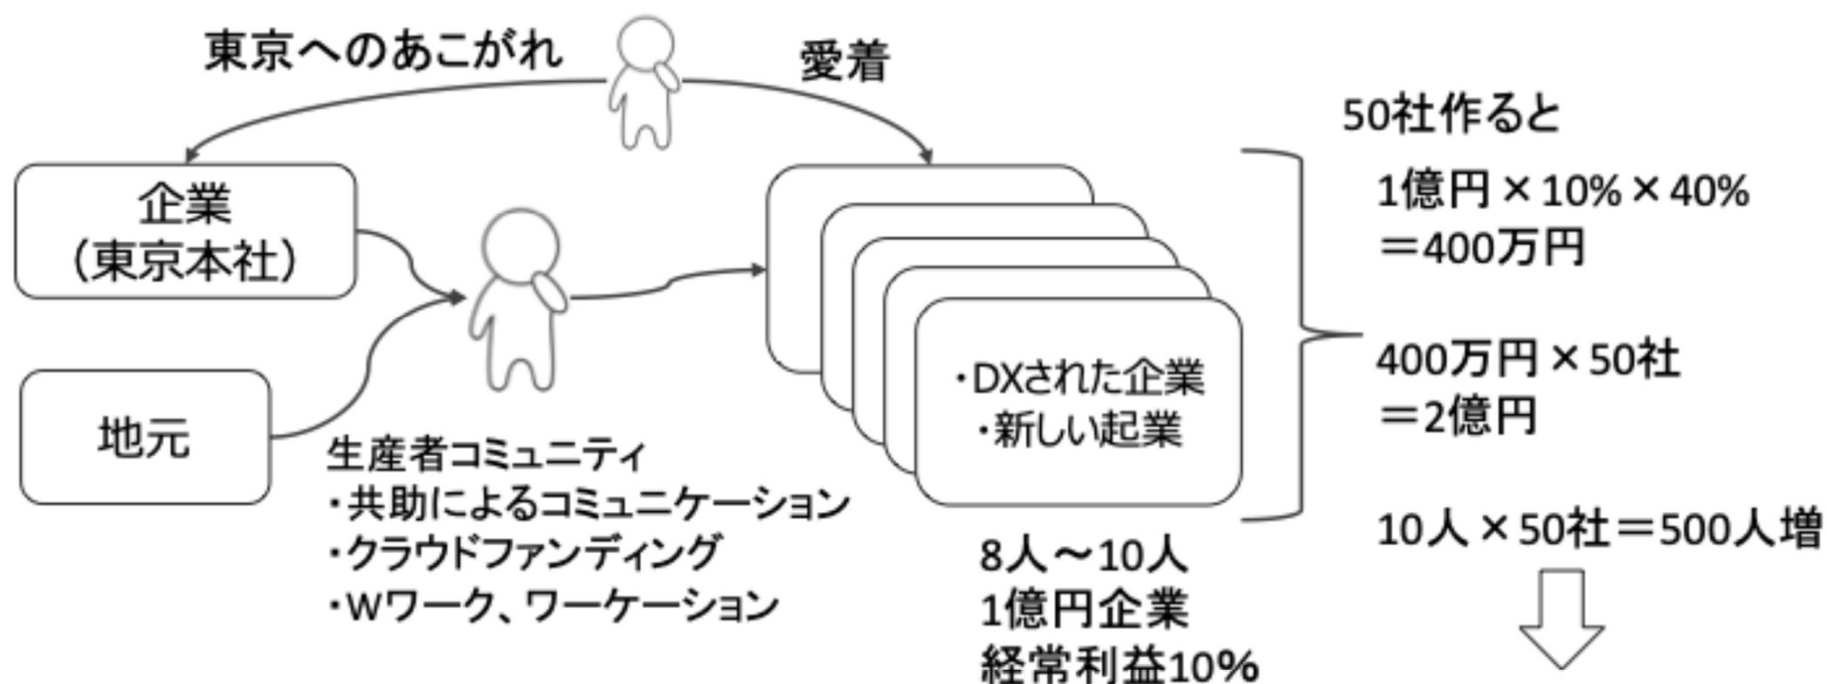 東京へのあこがれ
愛着
企業
（東京本社）
地元
生産者コミュニティ
・共助によるコミュニケーション
・クラウドファンディング
・Wワーク、ワーケーション
・DXされた企業
・新しい起業
8人～10人
1億円企業
経常利益10%
50社作ると
1億円×10%×40%
＝400万円
400万円×50社
＝2億円
10人×50社＝500人増